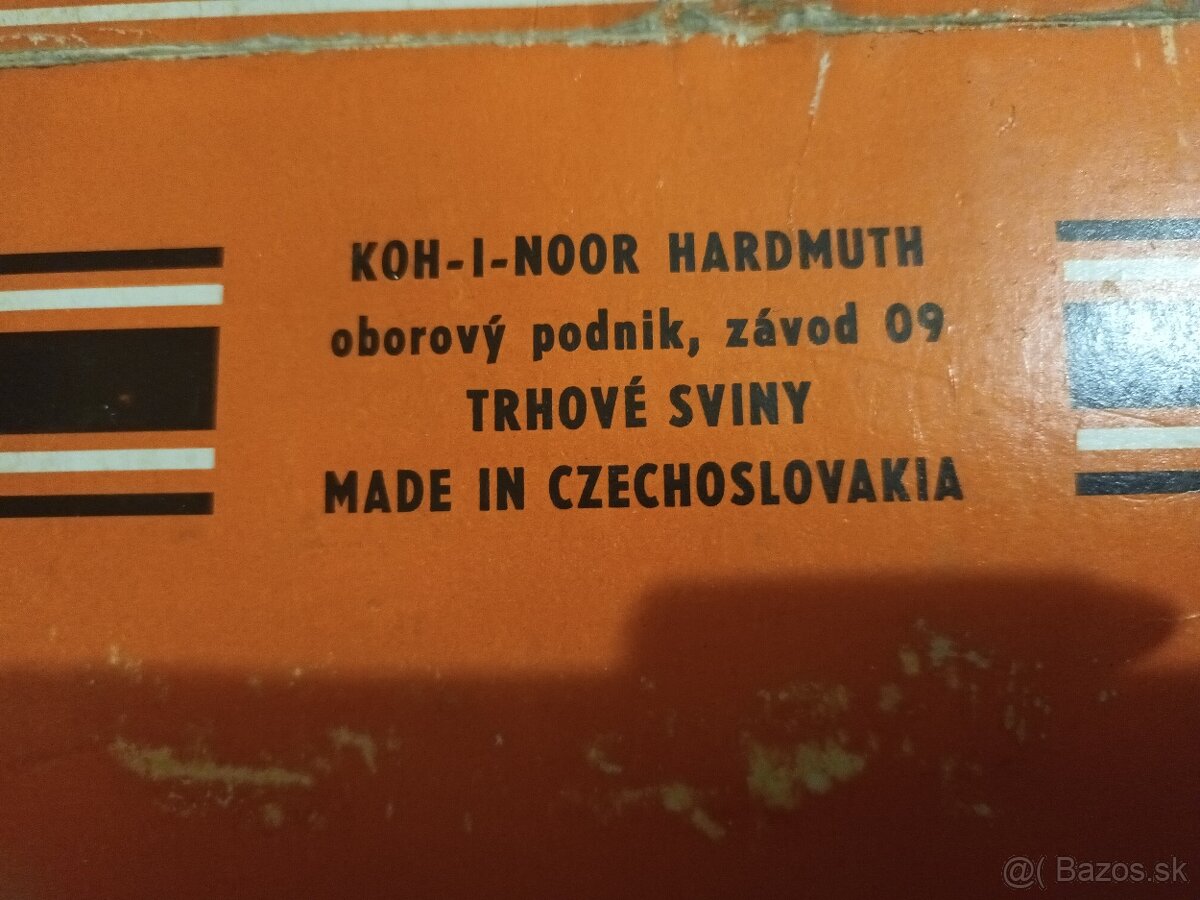 KOH-I-NOOR HARDMUTH
oborový podnik, závod 09
TRHOVÉ SVINY
MADE IN CZECHOSLOVAKIA
@( Bazos.sk